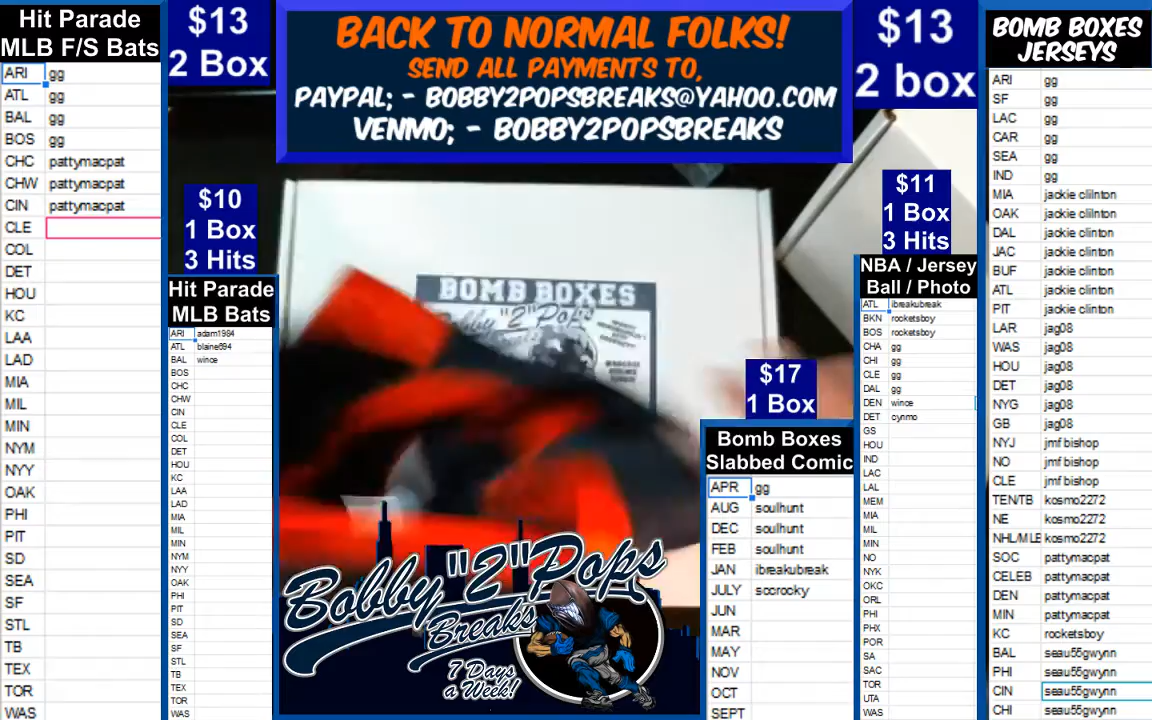 Hit Parade
MLB F/S Bats
ARI gg
ATL gg
BAL gg
BOS gg
CHC pattymacpat
CHW pattymacpat
CIN pattymacpat
CLE
COL
DET
HOU
KC
LAA
LAD
MIA
MIL
MIN
NYM
NYY
OAK
PHI
PIT
SD
SEA
SF
STL
TB
TEX
TOR
WAS
$13
2 Box
$10
1 Box
3 Hits
Hit Parade
MLB Bats
ARI adam1984
ATL blaine694
BAL wince
BOS
CHC
CHW
CIN
CLE
COL
DET
HOU
KC
LAA
LAD
MIA
MIL
MIN
NYM
NYY
OAK
PHI
PIT
SD
SEA
SF
STL
TB
TEX
TOR
WAS
BACK TO NORMAL FOLKS!
SEND ALL PAYMENTS TO,
PAYPAL; - BOBBY2POPSBREAKS@YAHOO.COM
VENMO; - BOBBY2POPSBREAKS
BOMB BOXES
Bobby "2" Pops
Bobby "2" Pops
Breaks
7 Days
a Week!
$17
1 Box
Bomb Boxes
Slabbed Comic
APR gg
AUG soulhunt
DEC soulhunt
FEB soulhunt
JAN ibreakubreak
JULY socrocky
JUN
MAR
MAY
NOV
OCT
SEPT
$13
2 box
$11
1 Box
3 Hits
NBA / Jersey
Ball / Photo
ATL ibreakubreak
BKN rocketsboy
BOS rocketsboy
CHA gg
CHI gg
CLE gg
DAL gg
DEN wince
DET cynmo
GS
HOU
IND
LAC
LAL
MEM
MIA
MIL
MIN
NO
NYK
OKC
ORL
PHI
PHX
POR
SA
SAC
TOR
UTA
WAS
BOMB BOXES
JERSEYS
ARI gg
SF gg
LAC gg
CAR gg
SEA gg
IND gg
MIA jackie clilnton
OAK jackie clilnton
DAL jackie clinton
JAC jackie clinton
BUF jackie clinton
ATL jackie clinton
PIT jackie clinton
LAR jag08
WAS jag08
HOU jag08
DET jag08
NYG jag08
GB jag08
NYJ jmf bishop
NO jmf bishop
CLE jmf bishop
TEN/TB kosmo2272
NE kosmo2272
NHL/MLB kosmo2272
SOC pattymacpat
CELEB pattymacpat
DEN pattymacpat
MIN pattymacpat
KC rocketsboy
BAL seau55gwynn
PHI seau55gwynn
CIN seau55gwynn
CHI seau55gwynn